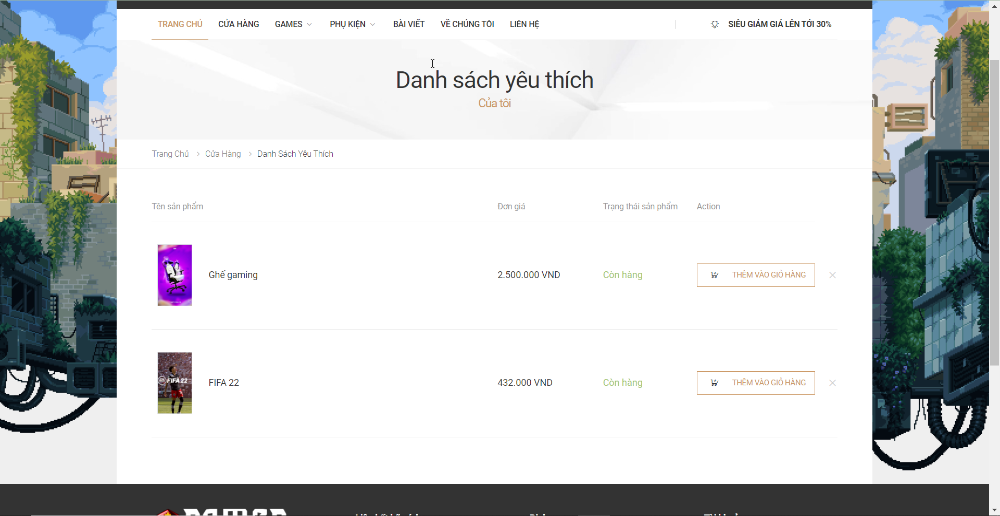 TRANG CHỦ CỬA HÀNG GAMES PHỤ KIỆN BÀI VIẾT VỀ CHÚNG TÔI LIÊN HỆ SIÊU GIẢM GIÁ LÊN TỚI 30%
Danh sách yêu thích
Của tôi
Trang Chủ Cửa Hàng Danh Sách Yêu Thích
Tên sản phẩm Đơn giá Trạng thái sản phẩm Action
Ghế gaming 2.500.000 VND Còn hàng THÊM VÀO GIỎ HÀNG
FIFA 22
FIFA 22 432.000 VND Còn hàng THÊM VÀO GIỎ HÀNG